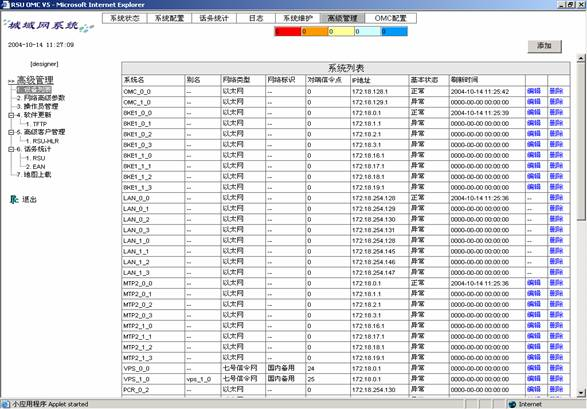 RSU OMC V5 - Microsoft Internet Explorer
城域网系统
系统状态 系统配置 话务统计 日志 系统维护 高级管理 OMC配置
0 0 0 0 0
2004-10-14 11:27:09
添加
[designer]
>> 高级管理
1. 设备列表
2. 网络高级参数
3. 操作员管理
4. 软件更新
1. TFTP
5. 高级客户管理
1. RSU-HLR
6. 话务统计
1. RSU
2. EAN
7. 地图上载
退出
系统列表
系统名 别名 网络类型 网络标识 对端信令点 IP地址 基本状态 刷新时间
OMC_0_0 -- 以太网 -- 0 172.18.128.1 正常 2004-10-14 11:25:42 编辑 删除
OMC_0_1 -- 以太网 -- 0 172.18.129.1 异常 0000-00-00 00:00:00 编辑 删除
8KE1_0_0 -- 以太网 -- 0 172.18.0.1 正常 2004-10-14 11:25:39 编辑 删除
8KE1_0_1 -- 以太网 -- 0 172.18.1.1 异常 0000-00-00 00:00:00 编辑 删除
8KE1_0_2 -- 以太网 -- 0 172.18.2.1 异常 0000-00-00 00:00:00 编辑 删除
8KE1_0_3 -- 以太网 -- 0 172.18.3.1 异常 0000-00-00 00:00:00 编辑 删除
8KE1_1_0 -- 以太网 -- 0 172.18.16.1 异常 0000-00-00 00:00:00 编辑 删除
8KE1_1_1 -- 以太网 -- 0 172.18.17.1 异常 0000-00-00 00:00:00 编辑 删除
8KE1_1_2 -- 以太网 -- 0 172.18.18.1 异常 0000-00-00 00:00:00 编辑 删除
8KE1_1_3 -- 以太网 -- 0 172.18.19.1 异常 0000-00-00 00:00:00 编辑 删除
LAN_0_0 -- 以太网 -- 0 172.18.254.128 正常 2004-10-14 11:25:36 -- 删除
LAN_0_1 -- 以太网 -- 0 172.18.254.129 异常 0000-00-00 00:00:00 -- 删除
LAN_0_2 -- 以太网 -- 0 172.18.254.130 异常 0000-00-00 00:00:00 -- 删除
LAN_0_3 -- 以太网 -- 0 172.18.254.131 异常 0000-00-00 00:00:00 -- 删除
LAN_1_0 -- 以太网 -- 0 172.18.254.128 异常 0000-00-00 00:00:00 -- 删除
LAN_1_1 -- 以太网 -- 0 172.18.254.145 异常 0000-00-00 00:00:00 -- 删除
LAN_1_2 -- 以太网 -- 0 172.18.254.146 异常 0000-00-00 00:00:00 -- 删除
LAN_1_3 -- 以太网 -- 0 172.18.254.147 异常 0000-00-00 00:00:00 -- 删除
MTP2_0_0 -- 以太网 -- 0 172.18.0.1 正常 2004-10-14 11:25:36 编辑 删除
MTP2_0_1 -- 以太网 -- 0 172.18.1.1 异常 0000-00-00 00:00:00 编辑 删除
MTP2_0_2 -- 以太网 -- 0 172.18.2.1 异常 0000-00-00 00:00:00 编辑 删除
MTP2_0_3 -- 以太网 -- 0 172.18.3.1 异常 0000-00-00 00:00:00 编辑 删除
MTP2_1_0 -- 以太网 -- 0 172.18.16.1 异常 0000-00-00 00:00:00 编辑 删除
MTP2_1_1 -- 以太网 -- 0 172.18.17.1 异常 0000-00-00 00:00:00 编辑 删除
MTP2_1_2 -- 以太网 -- 0 172.18.18.1 异常 0000-00-00 00:00:00 编辑 删除
MTP2_1_3 -- 以太网 -- 0 172.18.19.1 异常 0000-00-00 00:00:00 编辑 删除
VPS_0_0 -- 七号信令网 国内备用 24 172.18.0.1 异常 0000-00-00 00:00:00 编辑 删除
VPS_1_0 vps_1_0 七号信令网 国内备用 25 172.18.0.1 异常 0000-00-00 00:00:00 编辑 删除
PCR_0_2 -- 以太网 -- 0 172.18.254.130 异常 0000-00-00 00:00:00 编辑 删除
小应用程序 Applet started
Internet